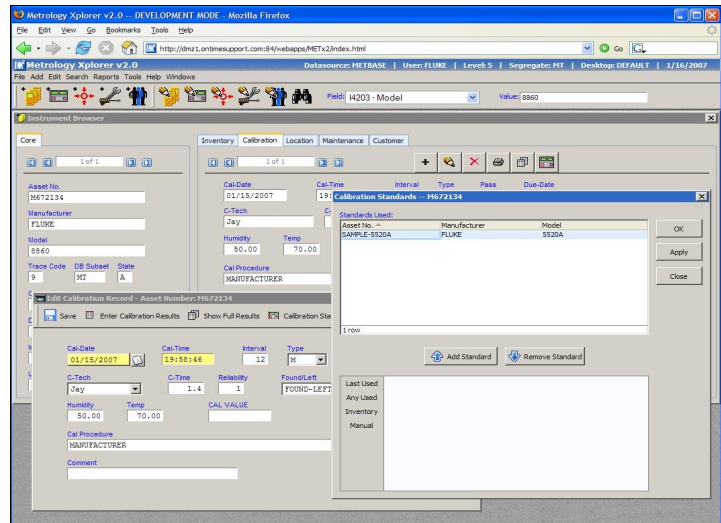 Metrology Xplorer v2.0 -- DEVELOPMENT MODE - Mozilla Firefox
File Edit View Go Bookmarks Tools Help
http://dmz1.ontimesupport.com:84/webapps/METx2/index.html Go
Metrology Xplorer v2.0 Datasource: METBASE | User: FLUKE | Level 5 | Segregate: MT | Desktop: DEFAULT | 1/16/2007
File Add Edit Search Reports Tools Help Windows
Field: I4203 - Model Value: 8860
Instrument Browser
Core
Inventory Calibration Location Maintenance Customer
1 of 1
1 of 1
Asset No.
M672134
Manufacturer
FLUKE
Model
8860
Trace Code DB Subset State
9 MT A
Cal-Date Cal-Time Interval Type Pass Due-Date
01/15/2007
C-Tech
Jay
Humidity Temp
50.00 70.00
Cal Procedure
MANUFACTURER
Calibration Standards -- M672134
Standards Used:
Asset No. Manufacturer Model
SAMPLE-5520A FLUKE 5520A
1 row
OK
Apply
Close
Add Standard Remove Standard
Last Used
Any Used
Inventory
Manual
Edit Calibration Record - Asset Number: M672134
Save Enter Calibration Results Show Full Results Calibration Sta
Cal-Date Cal-Time Interval Type
01/15/2007 19:58:46 12 M
C-Tech C-Time Reliability Found/Left
Jay 1.4 1 FOUND-LEFT
Humidity Temp CAL VALUE
50.00 70.00
Cal Procedure
MANUFACTURER
Comment